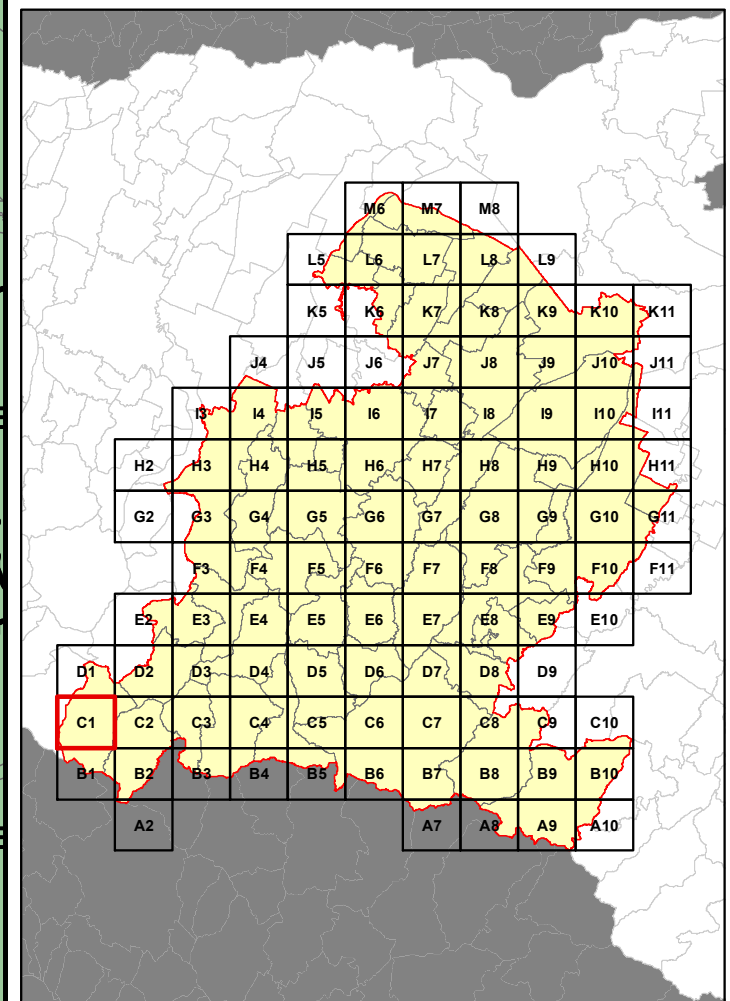 M6 M7 M8
L5 L6 L7 L8 L9
K5 K6 K7 K8 K9 K10 K11
J4 J5 J6 J7 J8 J9 J10 J11
I3 I4 I5 I6 I7 I8 I9 I10 I11
H2 H3 H4 H5 H6 H7 H8 H9 H10 H11
G2 G3 G4 G5 G6 G7 G8 G9 G10 G11
F3 F4 F5 F6 F7 F8 F9 F10 F11
E2 E3 E4 E5 E6 E7 E8 E9 E10
D1 D2 D3 D4 D5 D6 D7 D8 D9
C1 C2 C3 C4 C5 C6 C7 C8 C9 C10
B1 B2 B3 B4 B5 B6 B7 B8 B9 B10
A2 A7 A8 A9 A10